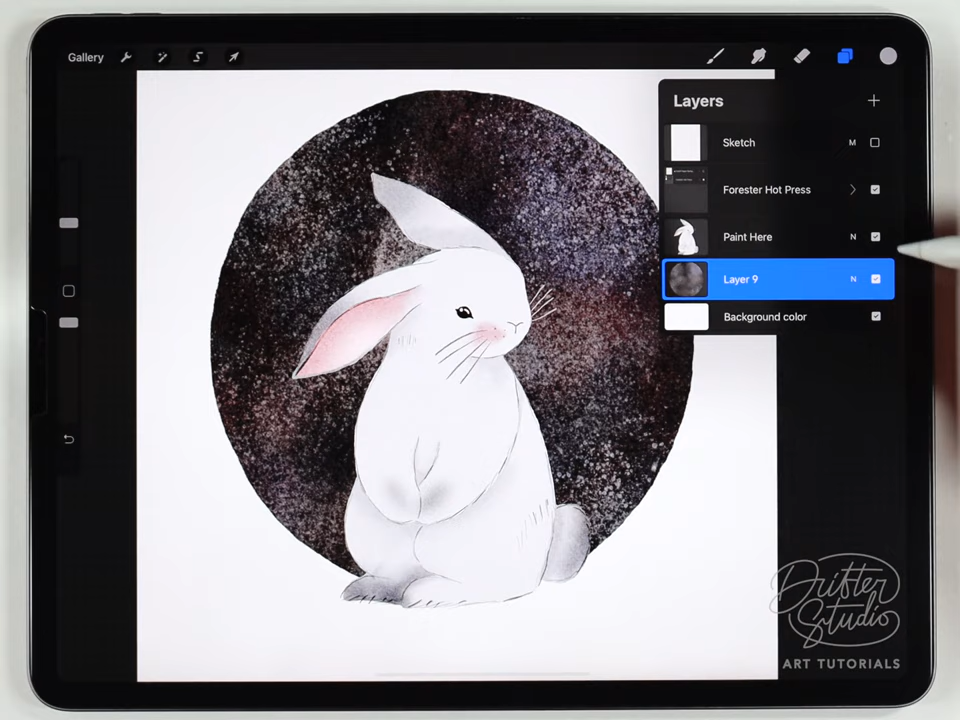 Gallery
Layers
Sketch M
Forester Hot Press
Paint Here N
Layer 9 N
Background color
Drifter
Studio
ART TUTORIALS